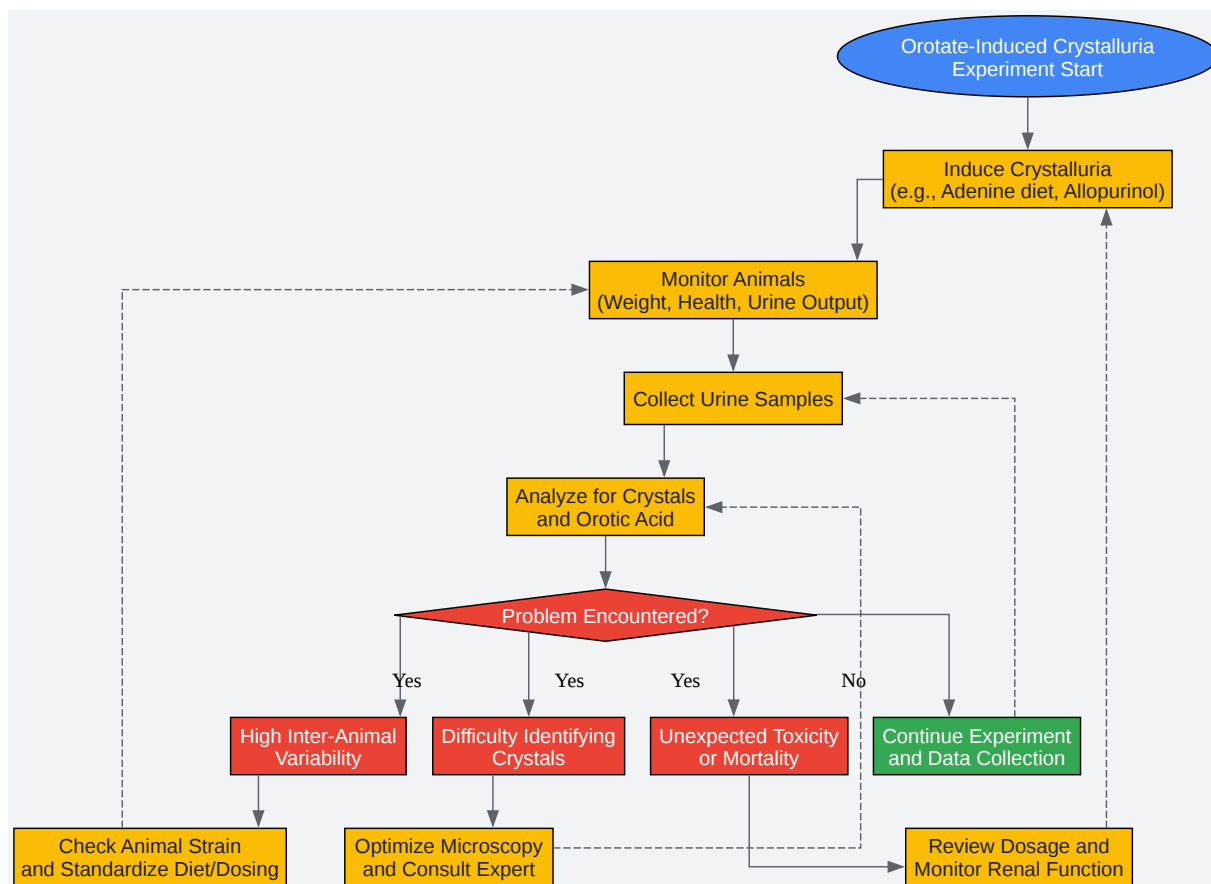 Orotate-Induced Crystalluria
Experiment Start
Induce Crystalluria
(e.g., Adenine diet, Allopurinol)
Monitor Animals
(Weight, Health, Urine Output)
Collect Urine Samples
Analyze for Crystals
and Orotic Acid
Problem Encountered?
Yes
Yes
Yes
No
High Inter-Animal
Variability
Difficulty Identifying
Crystals
Unexpected Toxicity
or Mortality
Continue Experiment
and Data Collection
Check Animal Strain
and Standardize Diet/Dosing
Optimize Microscopy
and Consult Expert
Review Dosage and
Monitor Renal Function